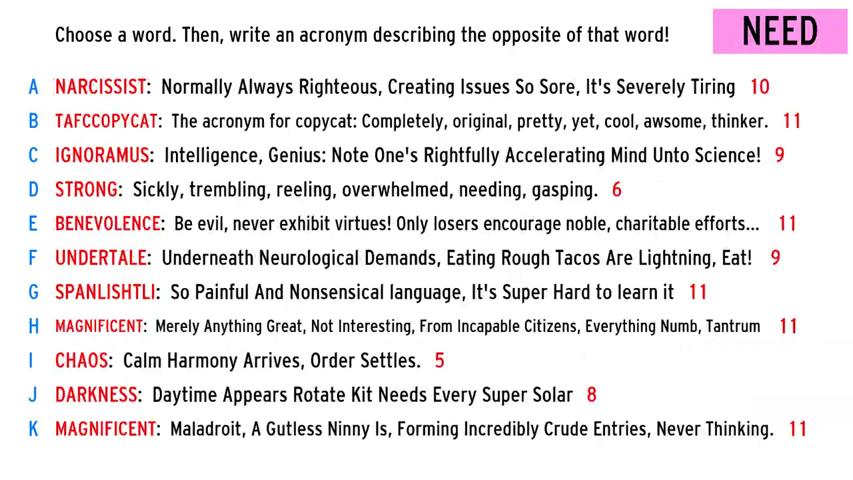 Choose a word. Then, write an acronym describing the opposite of that word!
NEED
A NARCISSIST: Normally Always Righteous, Creating Issues So Sore, It's Severely Tiring 10
B TAFCCOPYCAT: The acronym for copycat: Completely, original, pretty, yet, cool, awsome, thinker. 11
C IGNORAMUS: Intelligence, Genius: Note One's Rightfully Accelerating Mind Unto Science! 9
D STRONG: Sickly, trembling, reeling, overwhelmed, needing, gasping. 6
E BENEVOLENCE: Be evil, never exhibit virtues! Only losers encourage noble, charitable efforts... 11
F UNDERTALE: Underneath Neurological Demands, Eating Rough Tacos Are Lightning, Eat! 9
G SPANLISHTLI: So Painful And Nonsensical language, It's Super Hard to learn it 11
H MAGNIFICENT: Merely Anything Great, Not Interesting, From Incapable Citizens, Everything Numb, Tantrum 11
I CHAOS: Calm Harmony Arrives, Order Settles. 5
J DARKNESS: Daytime Appears Rotate Kit Needs Every Super Solar 8
K MAGNIFICENT: Maladroit, A Gutless Ninny Is, Forming Incredibly Crude Entries, Never Thinking. 11